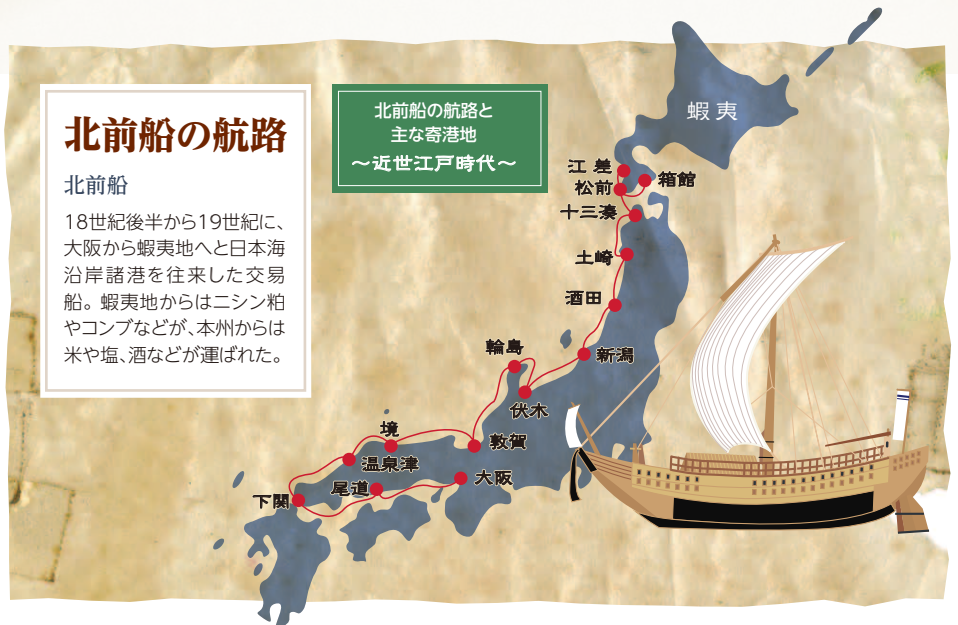 北前船の航路
北前船
18世紀後半から19世紀に、
大阪から蝦夷地へと日本海
沿岸諸港を往来した交易
船。蝦夷地からはニシン粕
やコンブなどが、本州からは
米や塩、酒などが運ばれた。
北前船の航路と
主な寄港地
～近世江戸時代～
蝦夷
江差
松前
箱館
十三湊
土崎
酒田
新潟
輪島
伏木
敦賀
境
温泉津
大阪
尾道
下関